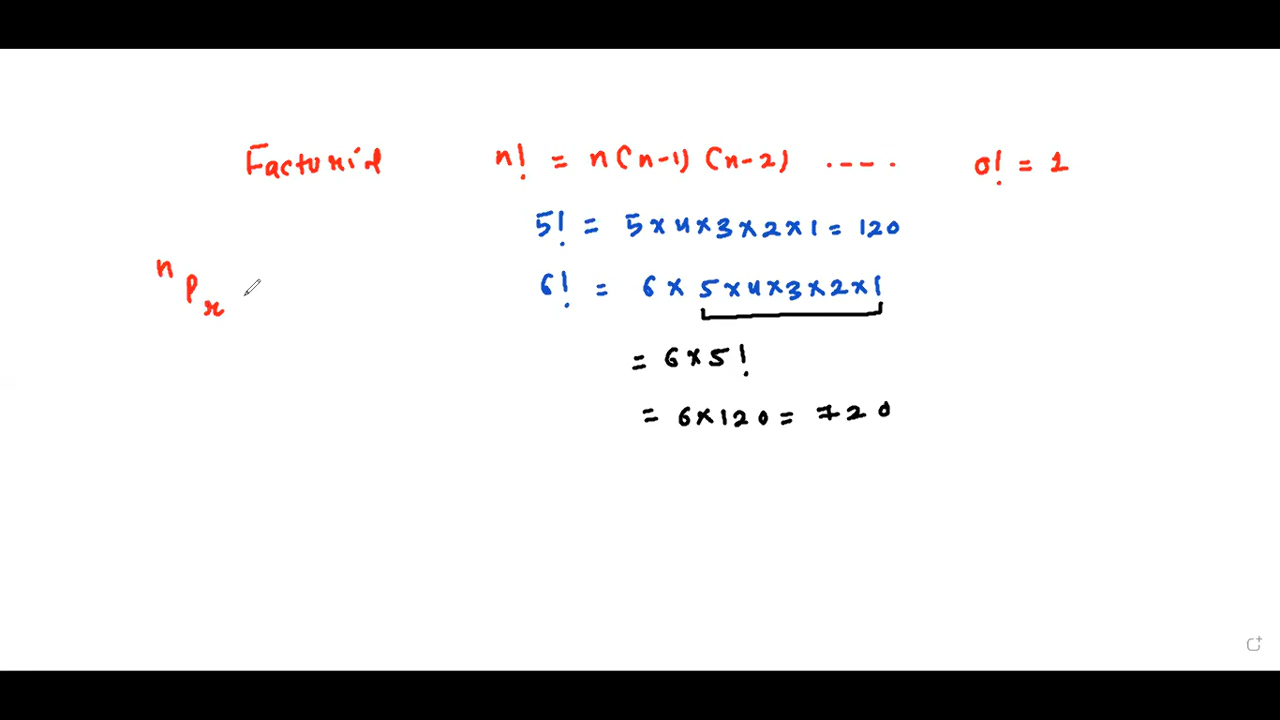 Factorial n! = n(n-1) (n-2) ----. 0! = 1
5! = 5×4×3×2×1 = 120
nPr
6! = 6 × 5×4×3×2×1
= 6×5!
= 6×120 = 720